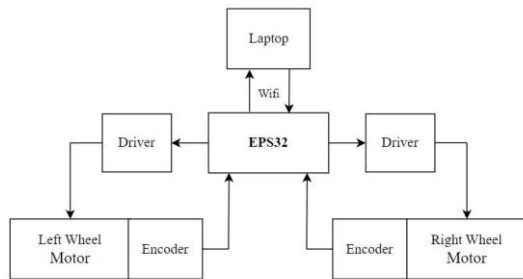 Laptop
Wifi
Driver
EPS32
Driver
Left Wheel
Motor
Encoder
Encoder
Right Wheel
Motor